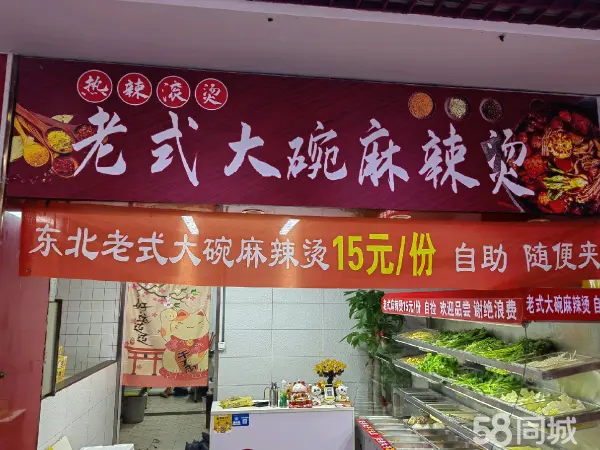 热辣滚烫
老式大碗麻辣烫
东北老式大碗麻辣烫15元/份 自助 随便夹
老式麻辣烫15元/份 自捡 欢迎品尝 谢绝浪费
老式大碗麻辣烫 自
58同城